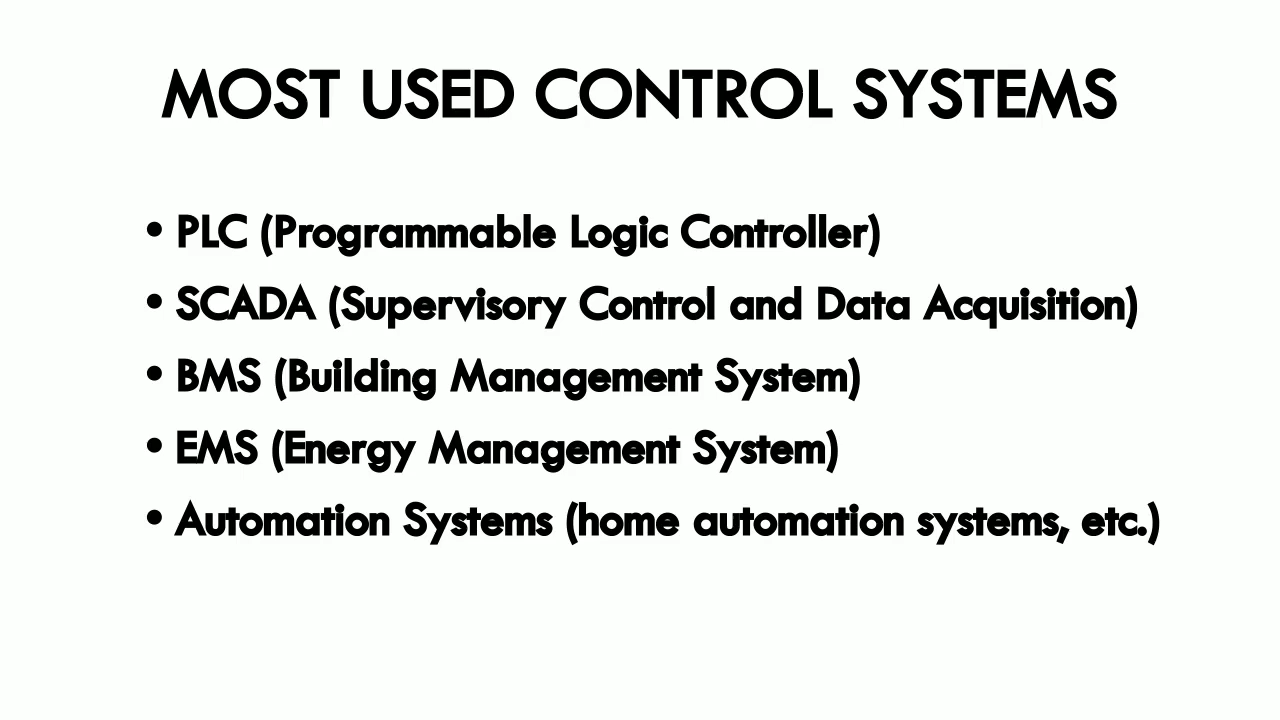 MOST USED CONTROL SYSTEMS
• PLC (Programmable Logic Controller)
• SCADA (Supervisory Control and Data Acquisition)
• BMS (Building Management System)
• EMS (Energy Management System)
• Automation Systems (home automation systems, etc.)